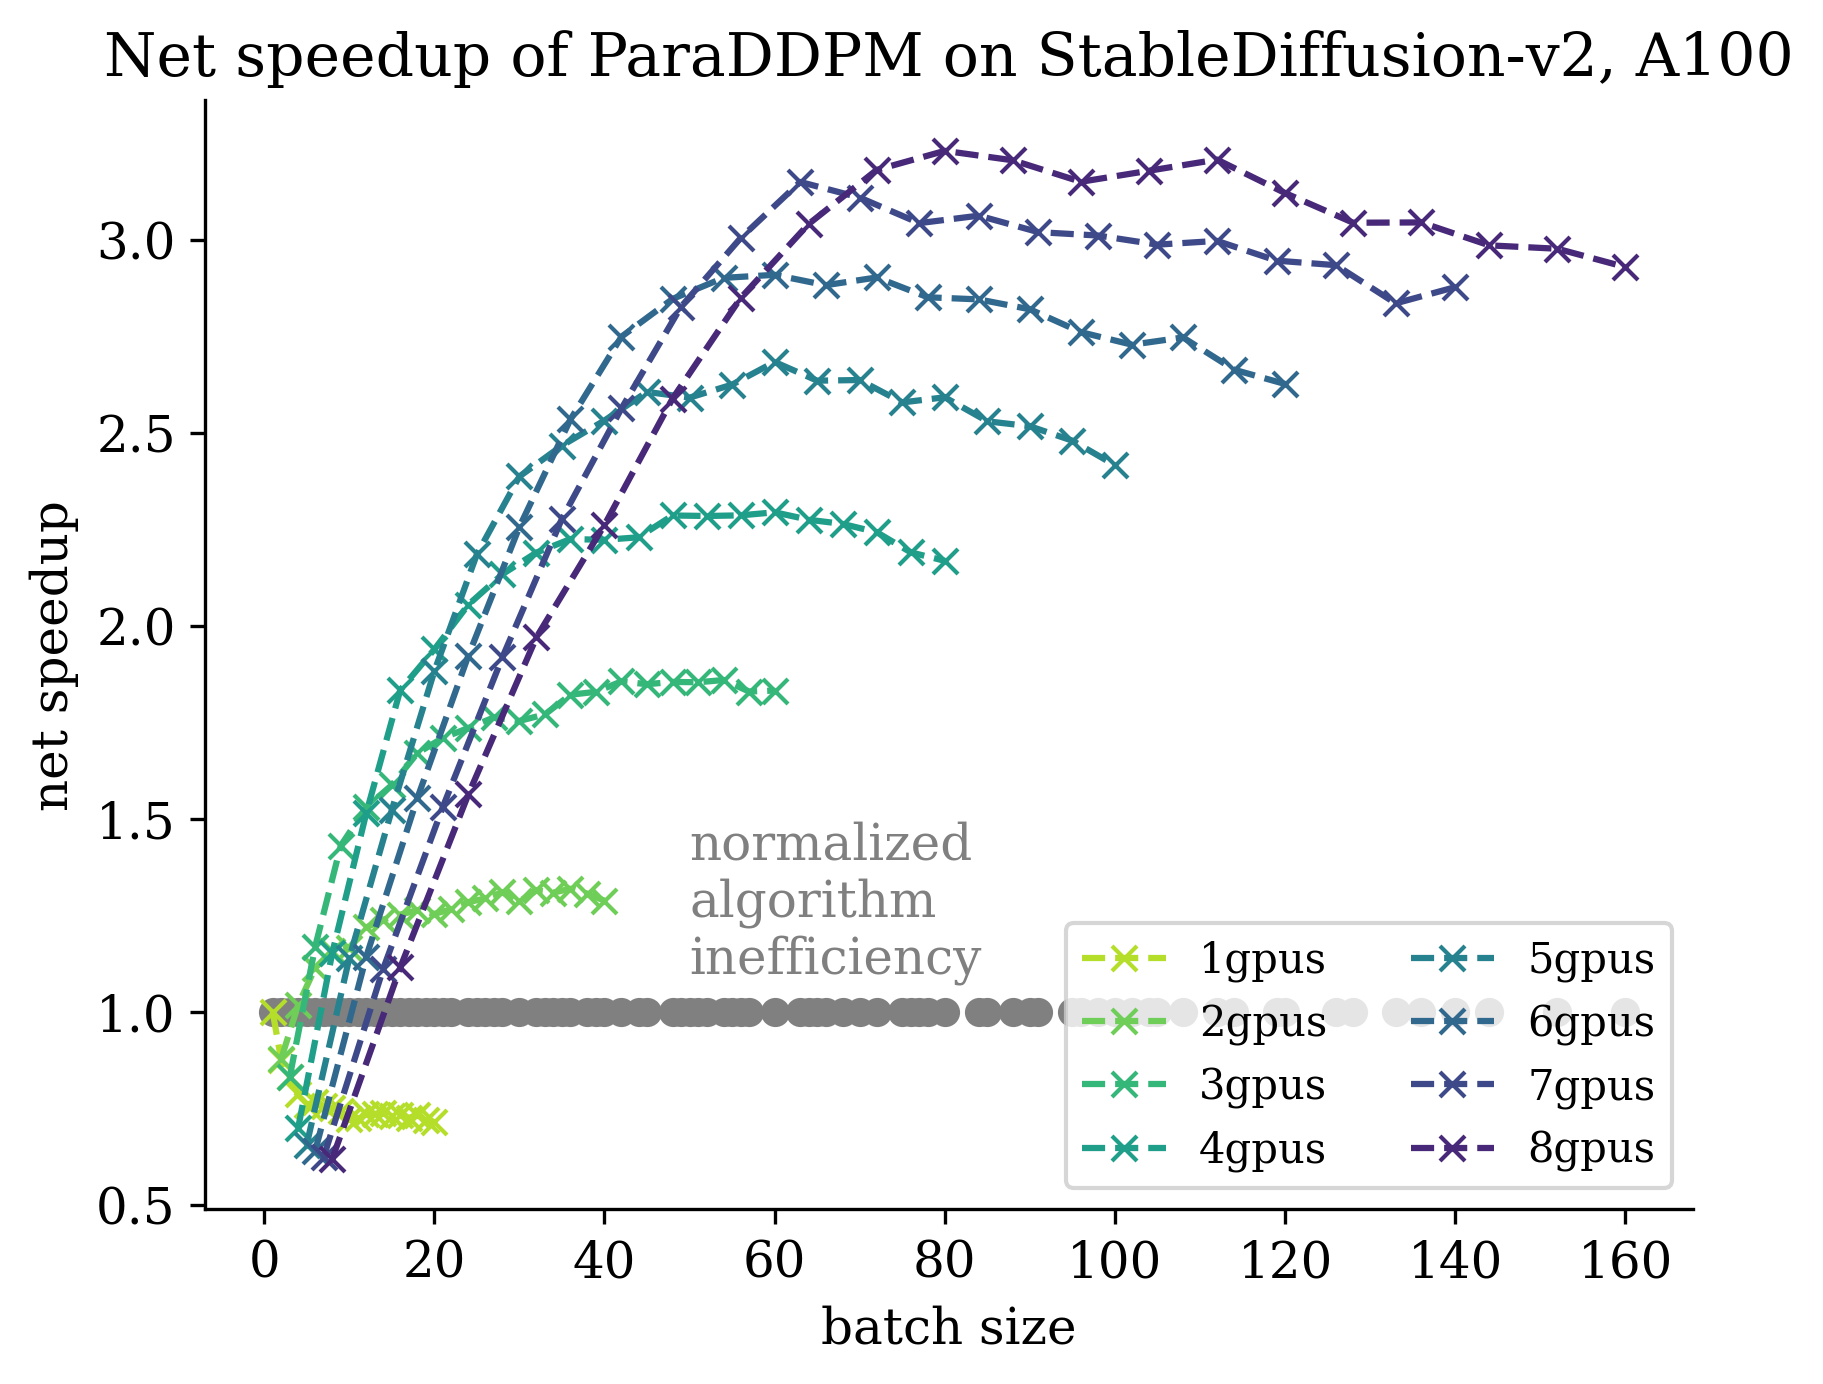 Net speedup of ParaDDPM on StableDiffusion-v2, A100
net speedup
3.0
2.5
2.0
1.5
1.0
0.5
normalized
algorithm
inefficiency
1gpus
2gpus
3gpus
4gpus
5gpus
6gpus
7gpus
8gpus
0 20 40 60 80 100 120 140 160
batch size